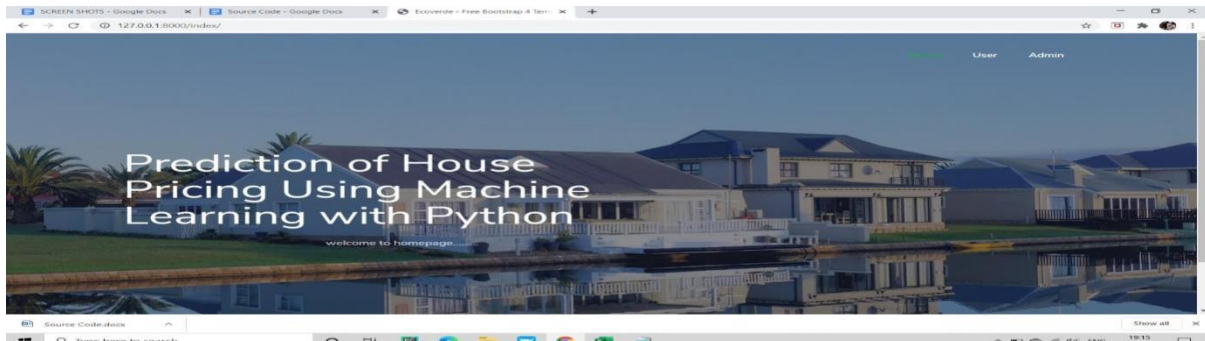 SCREEN SHOTS - Google Docs
Source Code - Google Docs
Ecoverde - Free Bootstrap 4 Tem
127.0.0.1:8000/index/
User Admin
Prediction of House
Pricing Using Machine
Learning with Python
welcome to homepage......
Source Code.docx
Show all
Type here to search
ENG
19:15